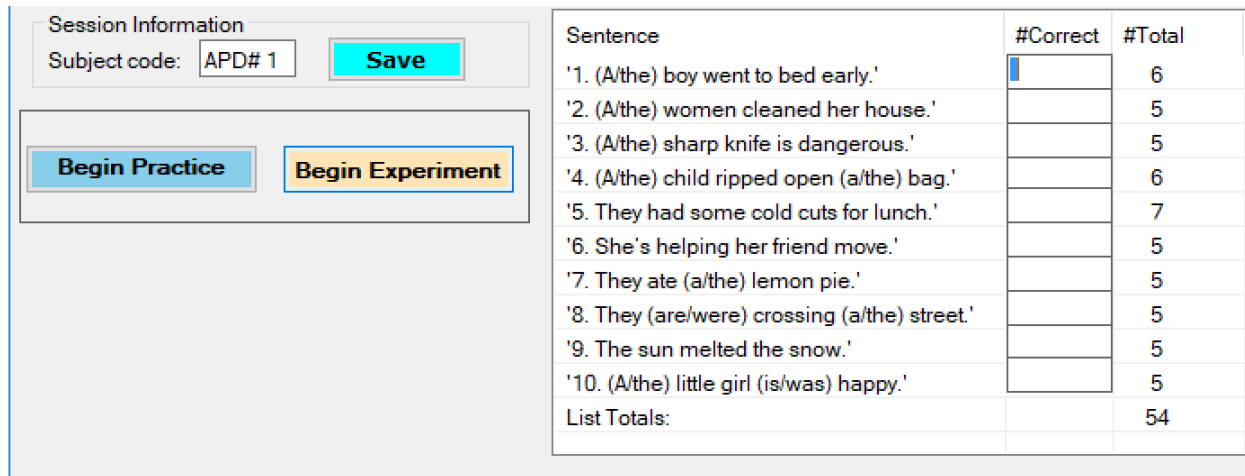 Session Information
Subject code: APD# 1 Save
Begin Practice Begin Experiment
Sentence #Correct #Total
'1. (A/the) boy went to bed early.' 6
'2. (A/the) women cleaned her house.' 5
'3. (A/the) sharp knife is dangerous.' 5
'4. (A/the) child ripped open (a/the) bag.' 6
'5. They had some cold cuts for lunch.' 7
'6. She's helping her friend move.' 5
'7. They ate (a/the) lemon pie.' 5
'8. They (are/were) crossing (a/the) street.' 5
'9. The sun melted the snow.' 5
'10. (A/the) little girl (is/was) happy.' 5
List Totals: 54